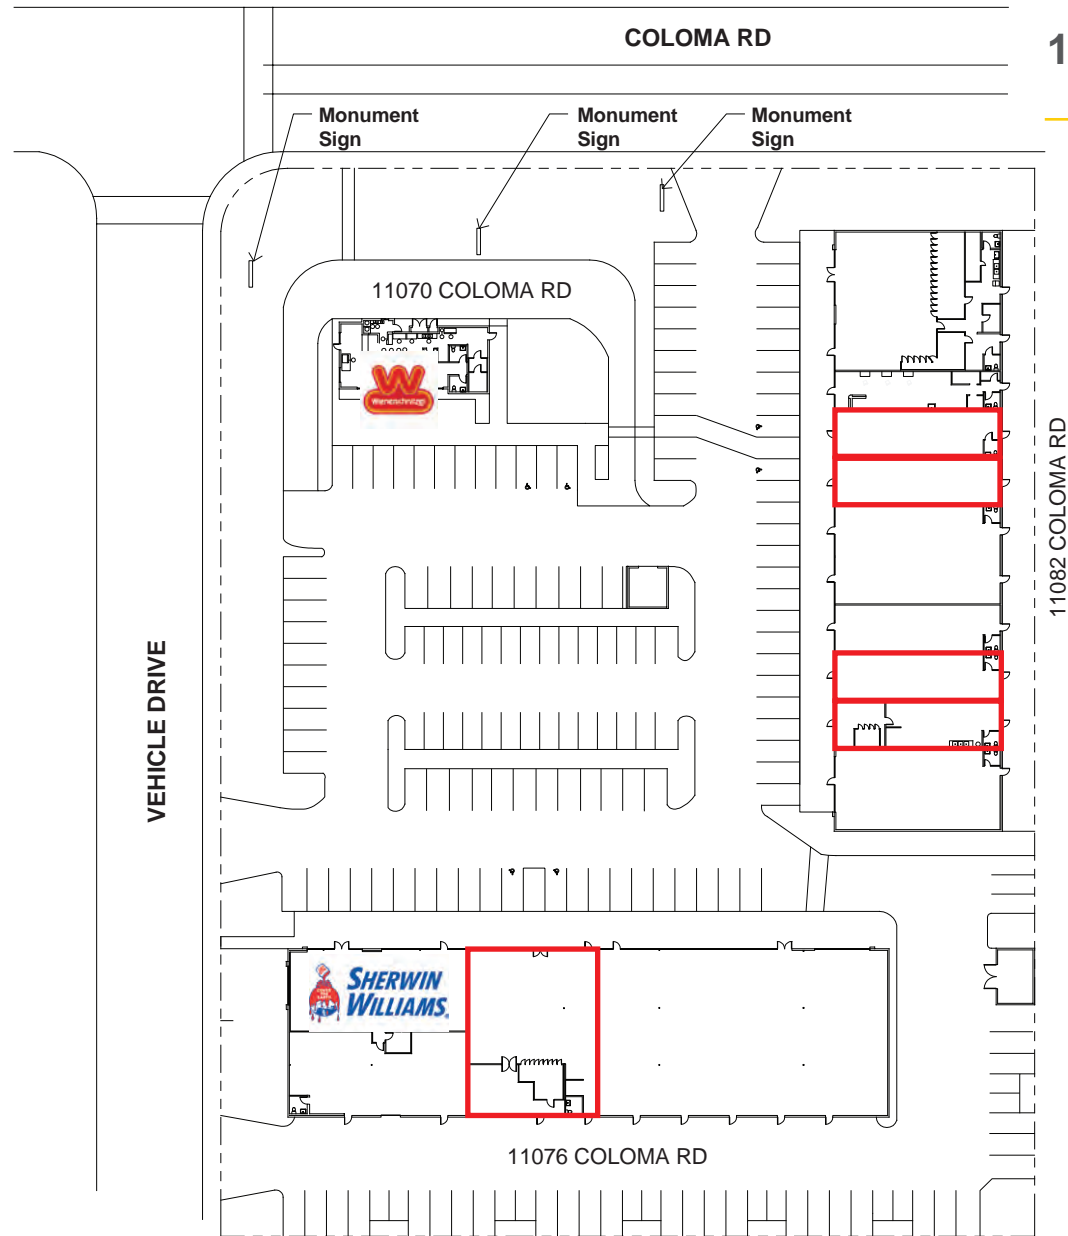 COLOMA RD
1
Monument
Sign
Monument
Sign
Monument
Sign
11070 COLOMA RD
W
Wienerschnitzel
11082 COLOMA RD
VEHICLE DRIVE
SHERWIN
WILLIAMS.
11076 COLOMA RD